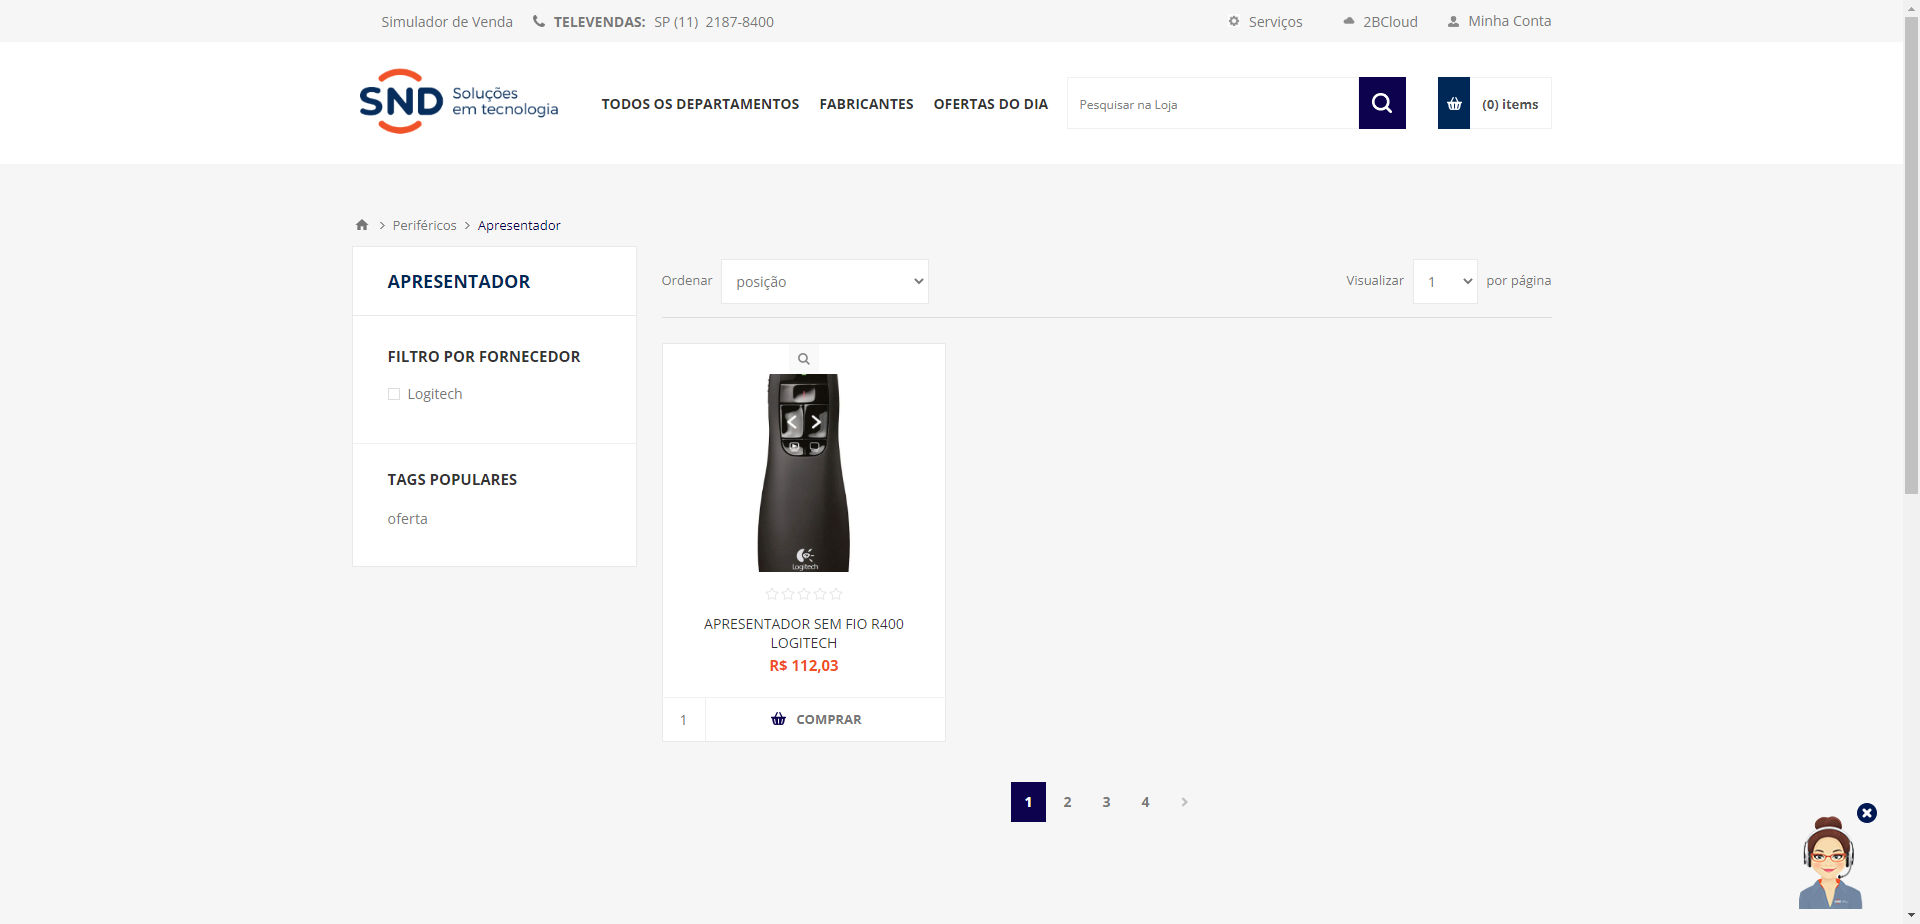 Simulador de Venda TELEVENDAS: SP (11) 2187-8400 Serviços 2BCloud Minha Conta
SND Soluções
em tecnologia
TODOS OS DEPARTAMENTOS FABRICANTES OFERTAS DO DIA Pesquisar na Loja (0) items
Periféricos Apresentador
APRESENTADOR
FILTRO POR FORNECEDOR
Logitech
TAGS POPULARES
oferta
Ordenar posição Visualizar 1 por página
Logitech
APRESENTADOR SEM FIO R400
LOGITECH
R$ 112,03
1 COMPRAR
1 2 3 4